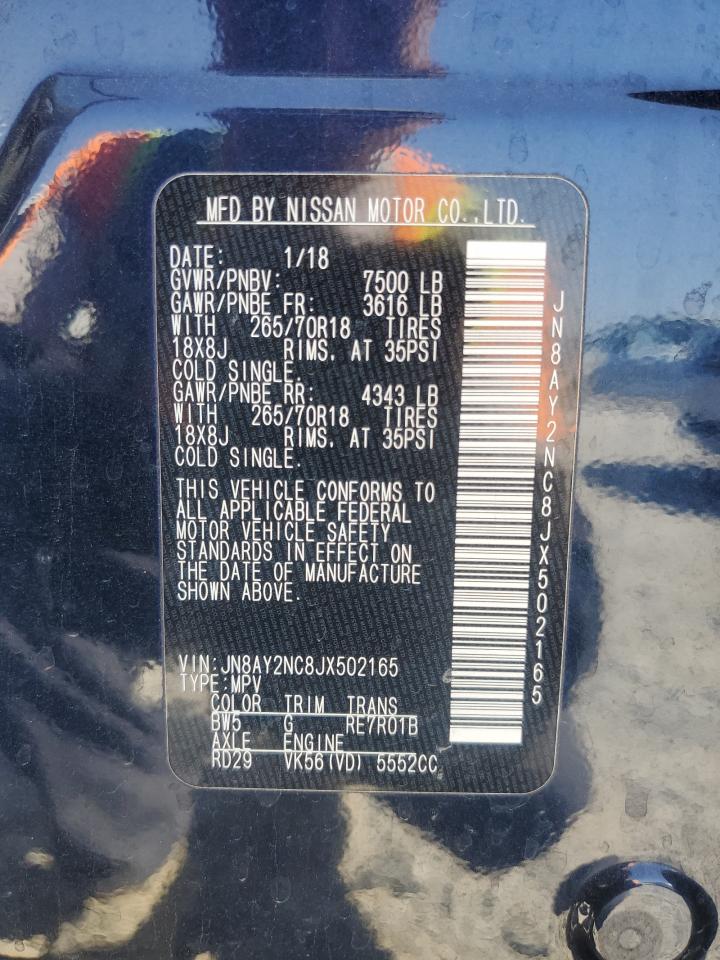 MFD BY NISSAN MOTOR CO.,LTD.
DATE: 1/18
GVWR/PNBV: 7500 LB
GAWR/PNBE FR: 3616 LB
WITH 265/70R18 TIRES
18X8J RIMS. AT 35PSI
COLD SINGLE.
GAWR/PNBE RR: 4343 LB
WITH 265/70R18 TIRES
18X8J RIMS. AT 35PSI
COLD SINGLE.
THIS VEHICLE CONFORMS TO
ALL APPLICABLE FEDERAL
MOTOR VEHICLE SAFETY
STANDARDS IN EFFECT ON
THE DATE OF MANUFACTURE
SHOWN ABOVE.
VIN:JN8AY2NC8JX502165
TYPE:MPV
COLOR TRIM TRANS
BW5 G RE7R01B
AXLE ENGINE
RD29 VK56(VD) 5552CC
JN8AY2NC8JX502165